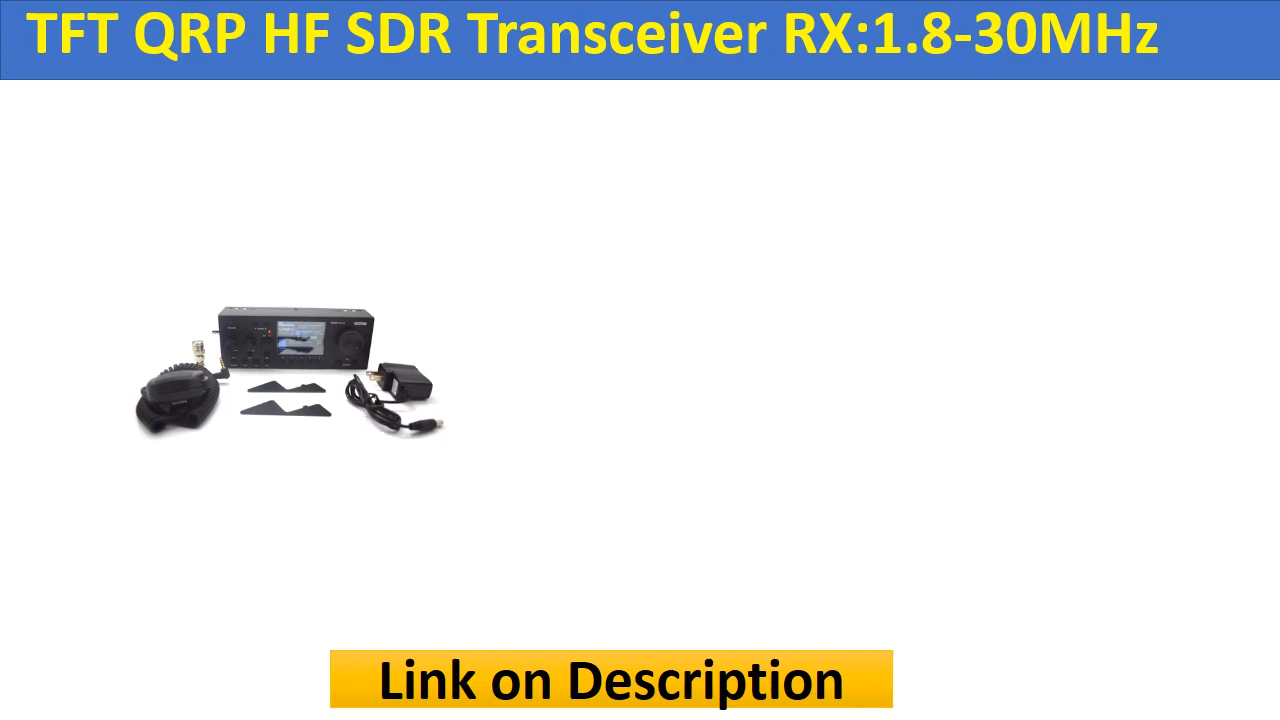 TFT QRP HF SDR Transceiver RX:1.8-30MHz
Link on Description